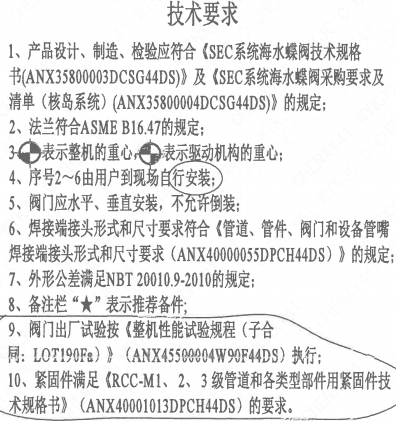 技术要求
1、产品设计、制造、检验应符合《SEC系统海水蝶阀技术规格
书(ANX35800003DCSG44DS)》及《SEC系统海水蝶阀采购要求及
清单（核岛系统）(ANX35800004DCSG44DS)》的规定;
2、法兰符合ASME B16.47的规定;
3 表示整机的重心, 表示驱动机构的重心;
4、序号2~6由用户到现场自行安装;
5、阀门应水平、垂直安装，不允许倒装;
6、焊接端接头形式和尺寸要求符合《管道、管件、阀门和设备管嘴
焊接端接头形式和尺寸要求（ANX40000055DPCH44DS）》的规定;
7、外形公差满足NBT 20010.9-2010的规定;
8、备注栏“★”表示推荐备件;
9、阀门出厂试验按《整机性能试验规程（子合
同：LOT190Fa）》（ANX45500004W90F44DS）执行;
10、紧固件满足《RCC-M1、2、3 级管道和各类型部件用紧固件技
术规格书》（ANX40001013DPCH44DS）的要求。